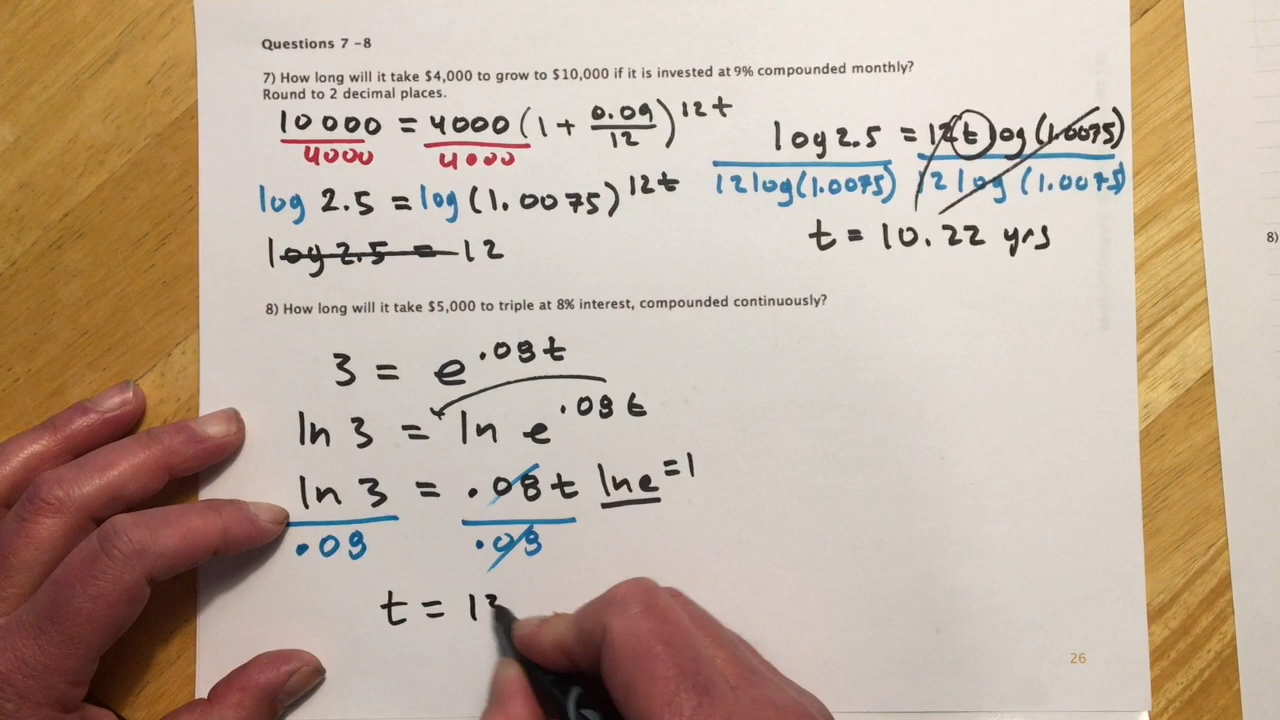 Questions 7 –8
7) How long will it take $4,000 to grow to $10,000 if it is invested at 9% compounded monthly?
Round to 2 decimal places.
10000 = 4000 (1 + 0.09/12)^12t
4000 4000
log 2.5 = log (1.0075)^12t
log 2.5 = 12
log 2.5 = 12 t log (1.0075)
12 log (1.0075) 12 log (1.0075)
t = 10.22 yrs
8) How long will it take $5,000 to triple at 8% interest, compounded continuously?
3 = e^.08t
ln 3 = ln e^.08t
ln 3 = .08t ln e = 1
.08 .08
t = 13
26
8)